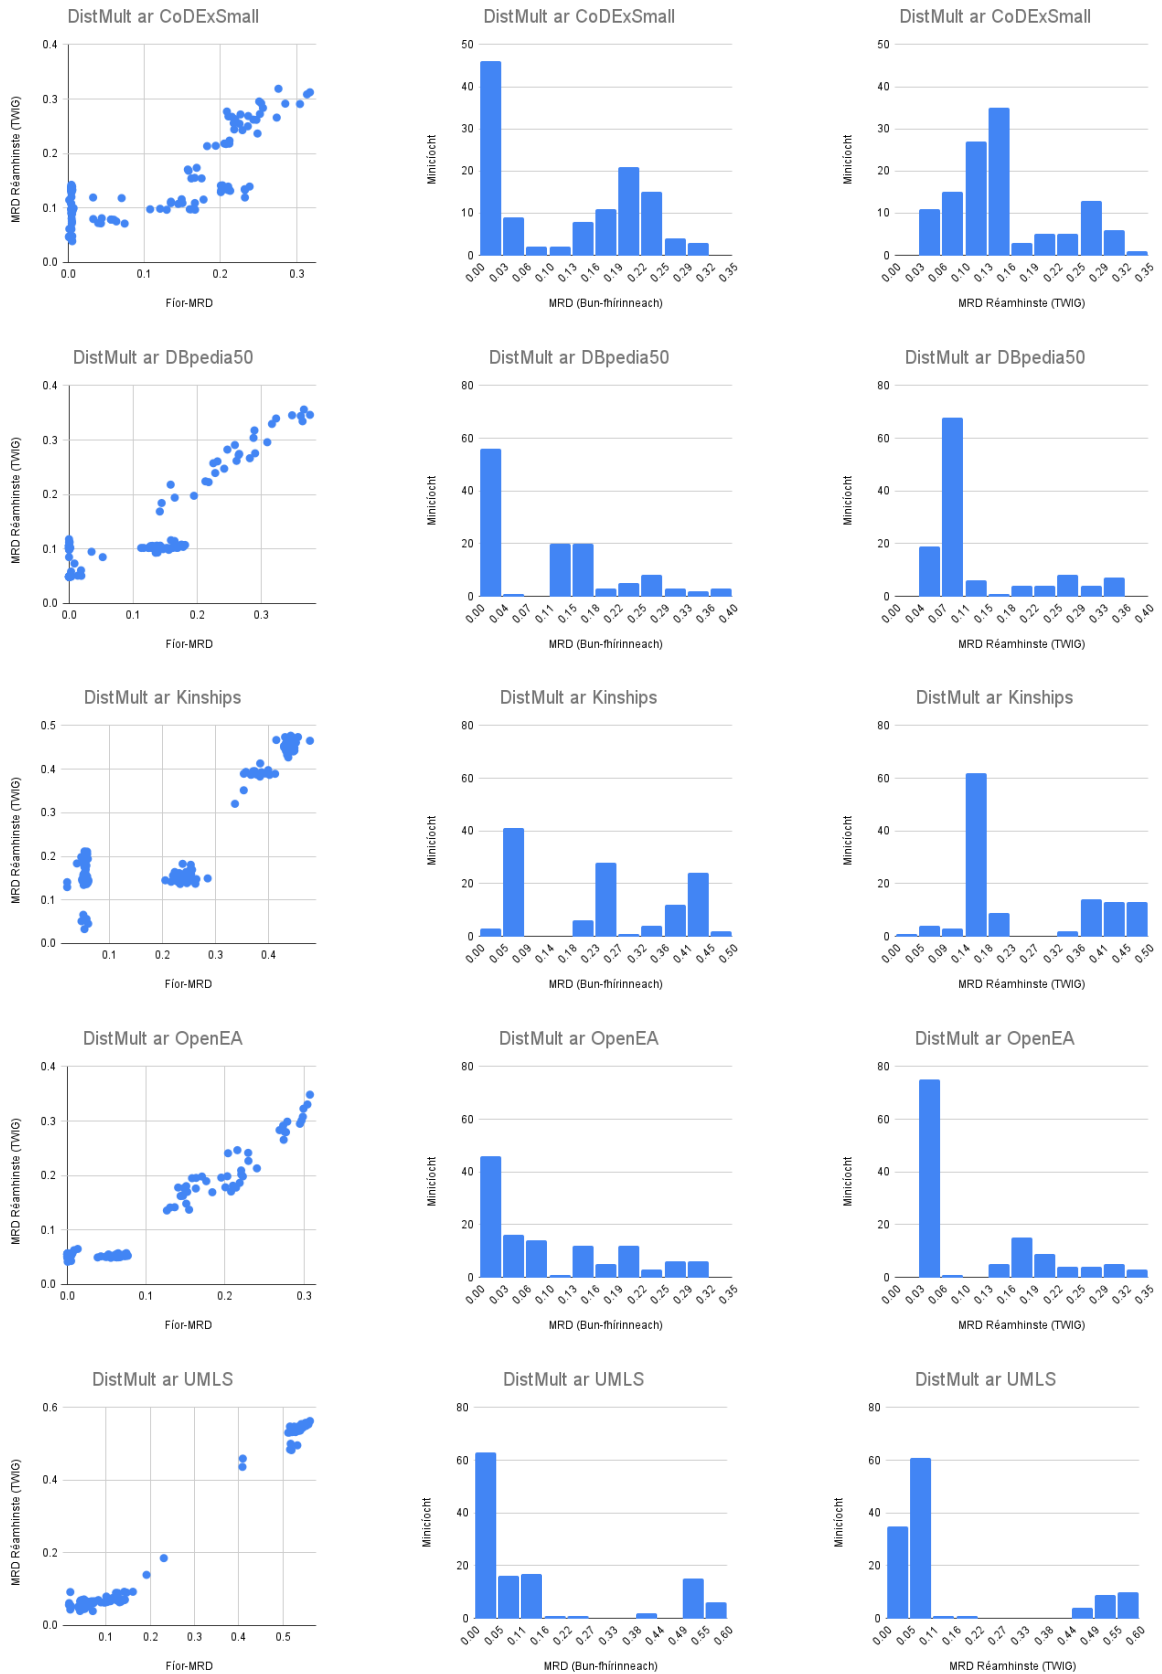 DistMult ar CoDExSmall
MRD Réamhinste (TWIG)
0.4
0.3
0.2
0.1
0.0
0.0 0.1 0.2 0.3
Fíor-MRD
DistMult ar CoDExSmall
Minicíocht
50
40
30
20
10
0
0.00 0.03 0.06 0.10 0.13 0.16 0.19 0.22 0.25 0.29 0.32 0.35
MRD (Bun-fhírinneach)
DistMult ar CoDExSmall
Minicíocht
50
40
30
20
10
0
0.00 0.03 0.06 0.10 0.13 0.16 0.19 0.22 0.26 0.29 0.32 0.35
MRD Réamhinste (TWIG)
DistMult ar DBpedia50
MRD Réamhinste (TWIG)
0.4
0.3
0.2
0.1
0.0
0.0 0.1 0.2 0.3
Fíor-MRD
DistMult ar DBpedia50
Minicíocht
80
60
40
20
0
0.00 0.04 0.07 0.11 0.15 0.18 0.22 0.25 0.29 0.33 0.36 0.40
MRD (Bun-fhírinneach)
DistMult ar DBpedia50
Minicíocht
80
60
40
20
0
0.00 0.04 0.07 0.11 0.15 0.18 0.22 0.25 0.29 0.33 0.36 0.40
MRD Réamhinste (TWIG)
DistMult ar Kinships
MRD Réamhinste (TWIG)
0.5
0.4
0.3
0.2
0.1
0.0
0.1 0.2 0.3 0.4
Fíor-MRD
DistMult ar Kinships
Minicíocht
80
60
40
20
0
0.00 0.05 0.09 0.14 0.18 0.23 0.27 0.32 0.36 0.41 0.45 0.50
MRD (Bun-fhírinneach)
DistMult ar Kinships
Minicíocht
80
60
40
20
0
0.00 0.05 0.09 0.14 0.18 0.23 0.27 0.32 0.36 0.41 0.45 0.50
MRD Réamhinste (TWIG)
DistMult ar OpenEA
MRD Réamhinste (TWIG)
0.4
0.3
0.2
0.1
0.0
0.0 0.1 0.2 0.3
Fíor-MRD
DistMult ar OpenEA
Minicíocht
80
60
40
20
0
0.00 0.03 0.06 0.10 0.13 0.16 0.19 0.22 0.25 0.29 0.32 0.35
MRD (Bun-fhírinneach)
DistMult ar OpenEA
Minicíocht
80
60
40
20
0
0.00 0.03 0.06 0.10 0.13 0.16 0.19 0.22 0.25 0.29 0.32 0.35
MRD Réamhinste (TWIG)
DistMult ar UMLS
MRD Réamhinste (TWIG)
0.6
0.4
0.2
0.0
0.1 0.2 0.3 0.4 0.5
Fíor-MRD
DistMult ar UMLS
Minicíocht
80
60
40
20
0
0.00 0.05 0.11 0.16 0.22 0.27 0.33 0.38 0.44 0.49 0.55 0.60
MRD (Bun-fhírinneach)
DistMult ar UMLS
Minicíocht
80
60
40
20
0
0.00 0.05 0.11 0.16 0.22 0.27 0.33 0.38 0.44 0.49 0.55 0.60
MRD Réamhinste (TWIG)